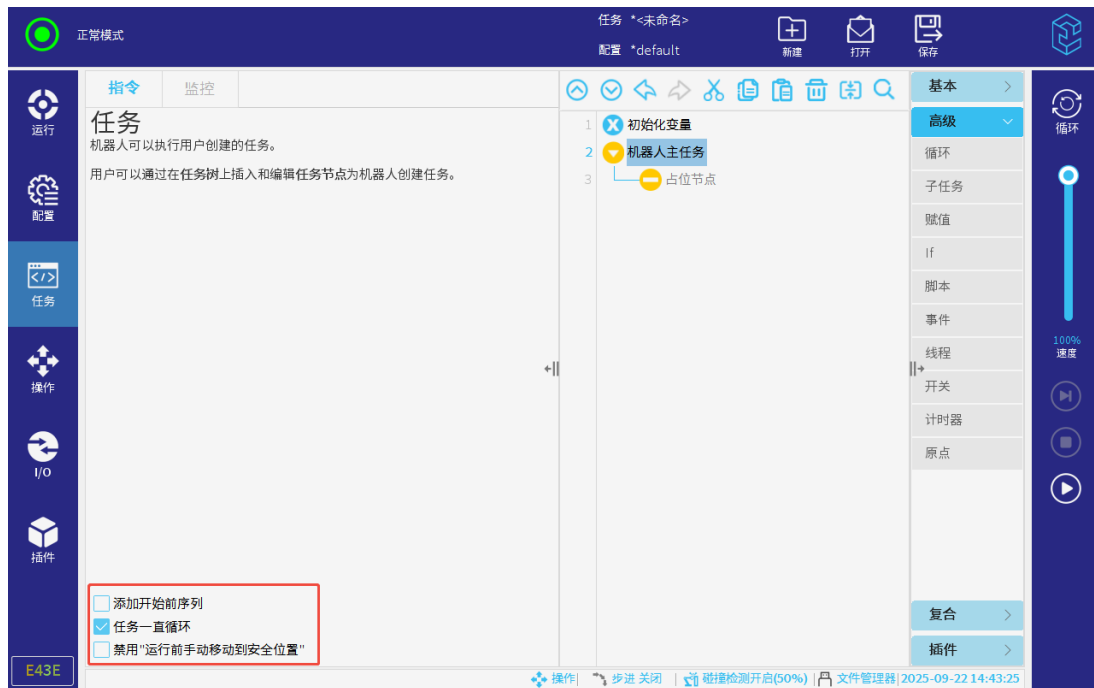 正常模式
任务 *<未命名>
配置 *default
新建
打开
保存
运行
配置
任务
操作
I/O
插件
E43E
指令
监控
任务
机器人可以执行用户创建的任务。
用户可以通过在任务树上插入和编辑任务节点为机器人创建任务。
添加开始前序列
任务一直循环
禁用"运行前手动移动到安全位置"
1 初始化变量
2 机器人主任务
3 占位节点
基本
高级
循环
子任务
赋值
If
脚本
事件
线程
开关
计时器
原点
复合
插件
循环
100%
速度
操作| 步进 关闭 | 碰撞检测开启(50%) | 文件管理器| 2025-09-22 14:43:25